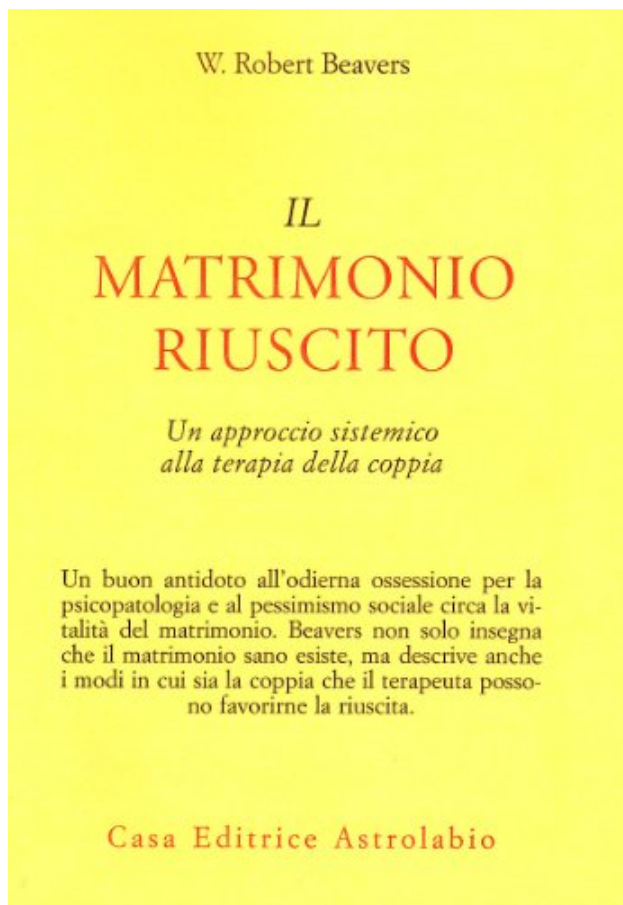 W. Robert Beavers
IL
MATRIMONIO
RIUSCITO
Un approccio sistemico
alla terapia della coppia
Un buon antidoto all'odierna ossessione per la
psicopatologia e al pessimismo sociale circa la vi-
talità del matrimonio. Beavers non solo insegna
che il matrimonio sano esiste, ma descrive anche
i modi in cui sia la coppia che il terapeuta posso-
no favorirne la riuscita.
Casa Editrice Astrolabio